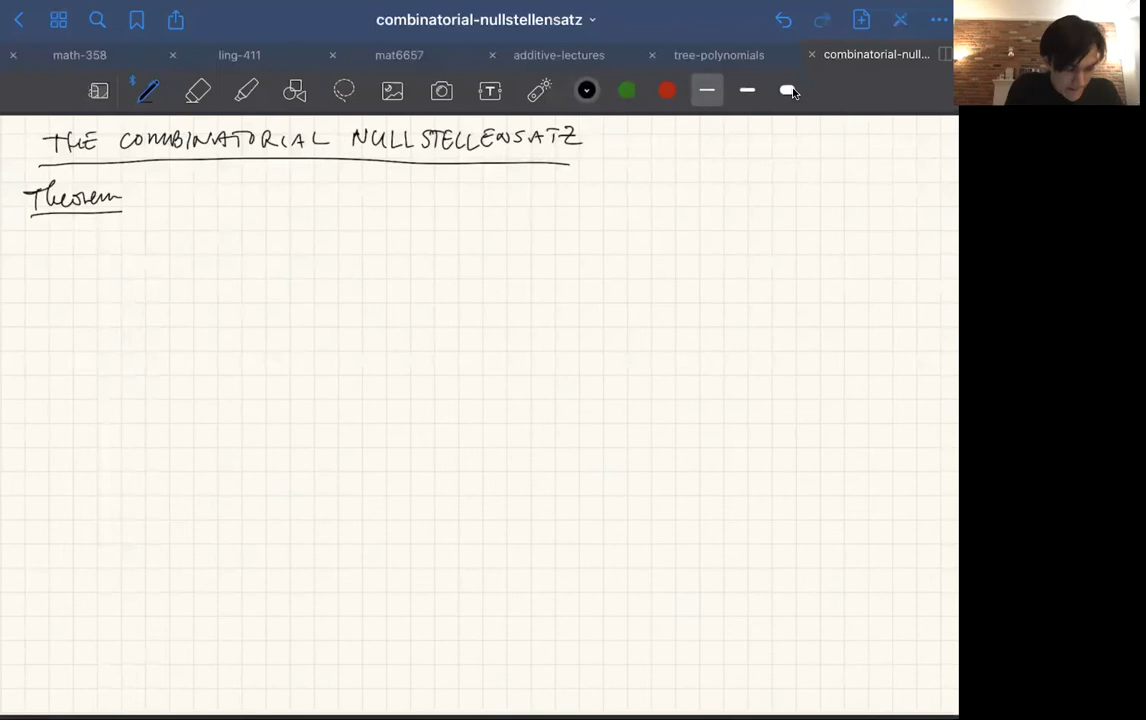 combinatorial-nullstellensatz
math-358
ling-411
mat6657
additive-lectures
tree-polynomials
combinatorial-null...
T
THE COMBINATORIAL NULLSTELLENSATZ
Theorem